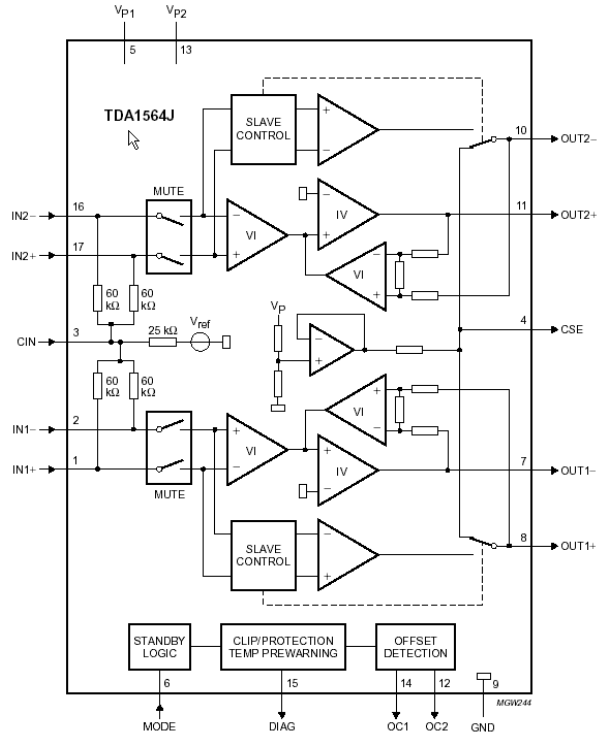 VP1 VP2
5 13
TDA1564J
SLAVE
CONTROL
+
−
10 OUT2−
MUTE
IN2− 16
−
+
VI
−
+
IV
11 OUT2+
IN2+ 17
VI
+
−
60
kΩ
60
kΩ
CIN 3
25 kΩ
Vref
VP
−
+
4 CSE
60
kΩ
60
kΩ
VI
+
−
IN1− 2
+
−
VI
+
−
IV
7 OUT1−
IN1+ 1
MUTE
SLAVE
CONTROL
−
+
8 OUT1+
STANDBY
LOGIC
CLIP/PROTECTION
TEMP PREWARNING
OFFSET
DETECTION
6 15 14 12 9
MGW244
MODE DIAG OC1 OC2 GND